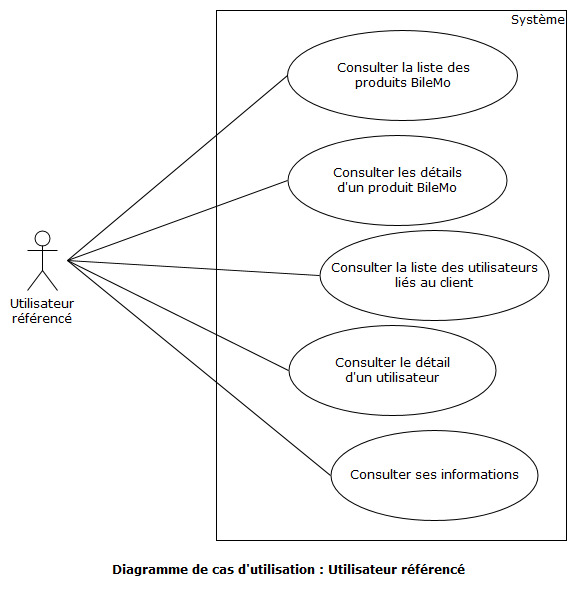 Système
Consulter la liste des
produits BileMo
Consulter les détails
d'un produit BileMo
Consulter la liste des utilisateurs
liés au client
Utilisateur
référencé
Consulter le détail
d'un utilisateur
Consulter ses informations
Diagramme de cas d'utilisation : Utilisateur référencé